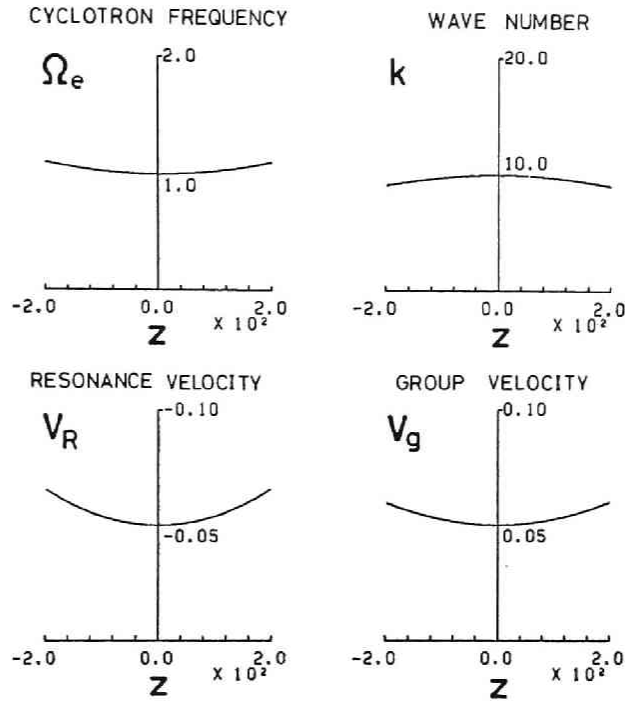 CYCLOTRON FREQUENCY
Ωe
2.0
1.0
-2.0 0.0 2.0
Z X 10²
WAVE NUMBER
k
20.0
10.0
-2.0 0.0 2.0
Z X 10²
RESONANCE VELOCITY
VR
-0.10
-0.05
-2.0 0.0 2.0
Z X 10²
GROUP VELOCITY
Vg
0.10
0.05
-2.0 0.0 2.0
Z X 10²